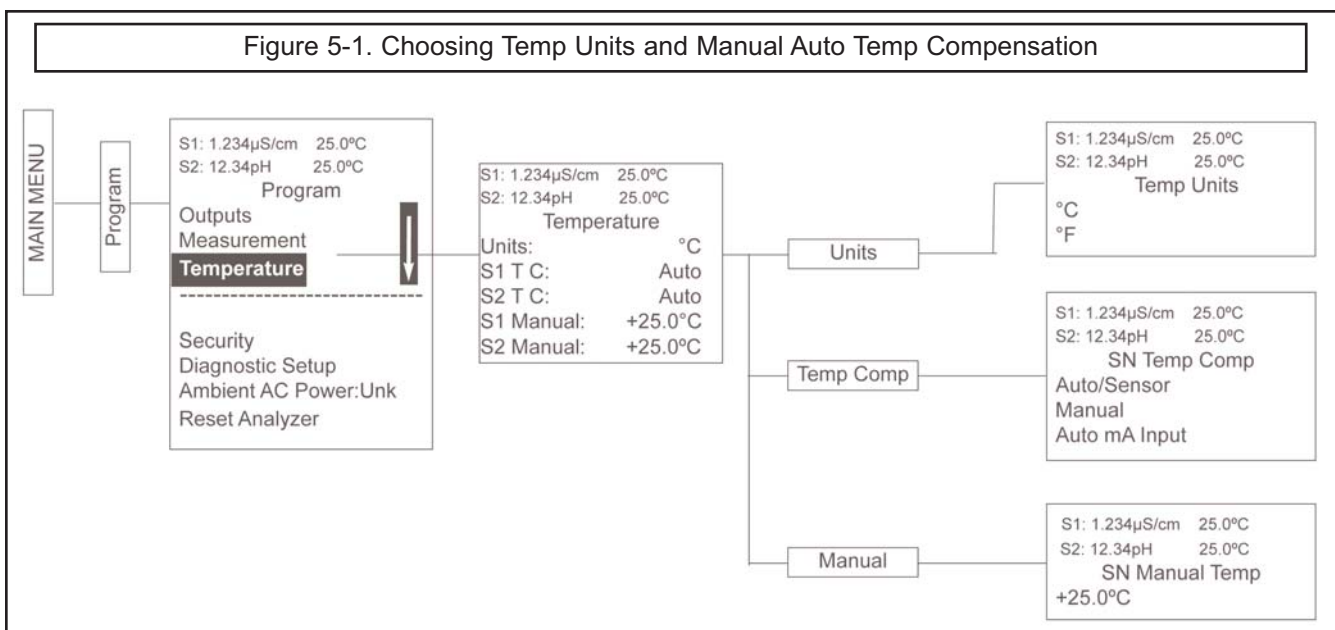 Figure 5-1. Choosing Temp Units and Manual Auto Temp Compensation
MAIN MENU
Program
S1: 1.234µS/cm 25.0ºC
S2: 12.34pH 25.0ºC
Program
Outputs
Measurement
Temperature
Security
Diagnostic Setup
Ambient AC Power:Unk
Reset Analyzer
S1: 1.234µS/cm 25.0ºC
S2: 12.34pH 25.0ºC
Temperature
Units: °C
S1 T C: Auto
S2 T C: Auto
S1 Manual: +25.0°C
S2 Manual: +25.0ºC
Units
S1: 1.234µS/cm 25.0ºC
S2: 12.34pH 25.0ºC
Temp Units
°C
°F
Temp Comp
S1: 1.234µS/cm 25.0ºC
S2: 12.34pH 25.0ºC
SN Temp Comp
Auto/Sensor
Manual
Auto mA Input
Manual
S1: 1.234µS/cm 25.0ºC
S2: 12.34pH 25.0ºC
SN Manual Temp
+25.0ºC